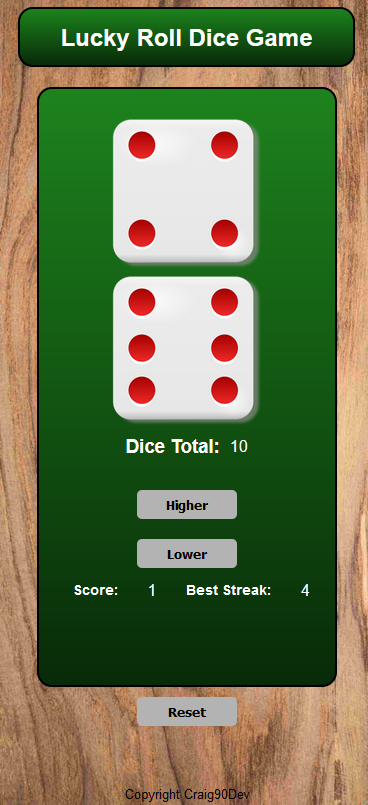 Lucky Roll Dice Game
Dice Total: 10
Higher
Lower
Score: 1 Best Streak: 4
Reset
Copyright Craig90Dev